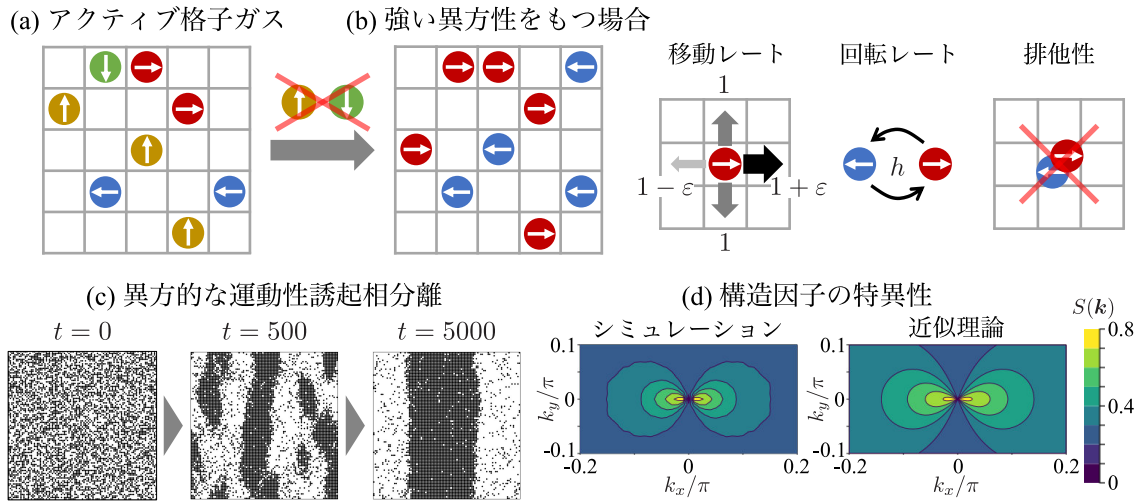 (a) アクティブ格子ガス
(b) 強い異方性をもつ場合
移動レート
回転レート
排他性
1
1 − ε
1 + ε
1
h
(c) 異方的な運動性誘起相分離
t = 0
t = 500
t = 5000
(d) 構造因子の特異性
シミュレーション
近似理論
S(k)
0.1
0
-0.1
k_y/π
-0.2
0
0.2
k_x/π
0.1
0
-0.1
k_y/π
-0.2
0
0.2
k_x/π
0.8
0.4
0